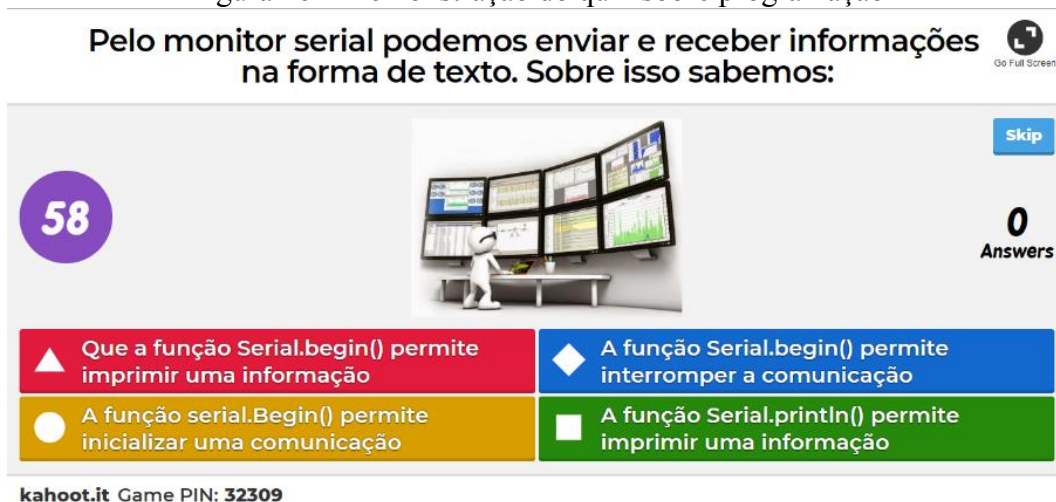 Pelo monitor serial podemos enviar e receber informações
na forma de texto. Sobre isso sabemos:
Go Full Screen
Skip
58
0
Answers
Que a função Serial.begin() permite
imprimir uma informação
A função Serial.begin() permite
interromper a comunicação
A função serial.Begin() permite
inicializar uma comunicação
A função Serial.println() permite
imprimir uma informação
kahoot.it Game PIN: 32309